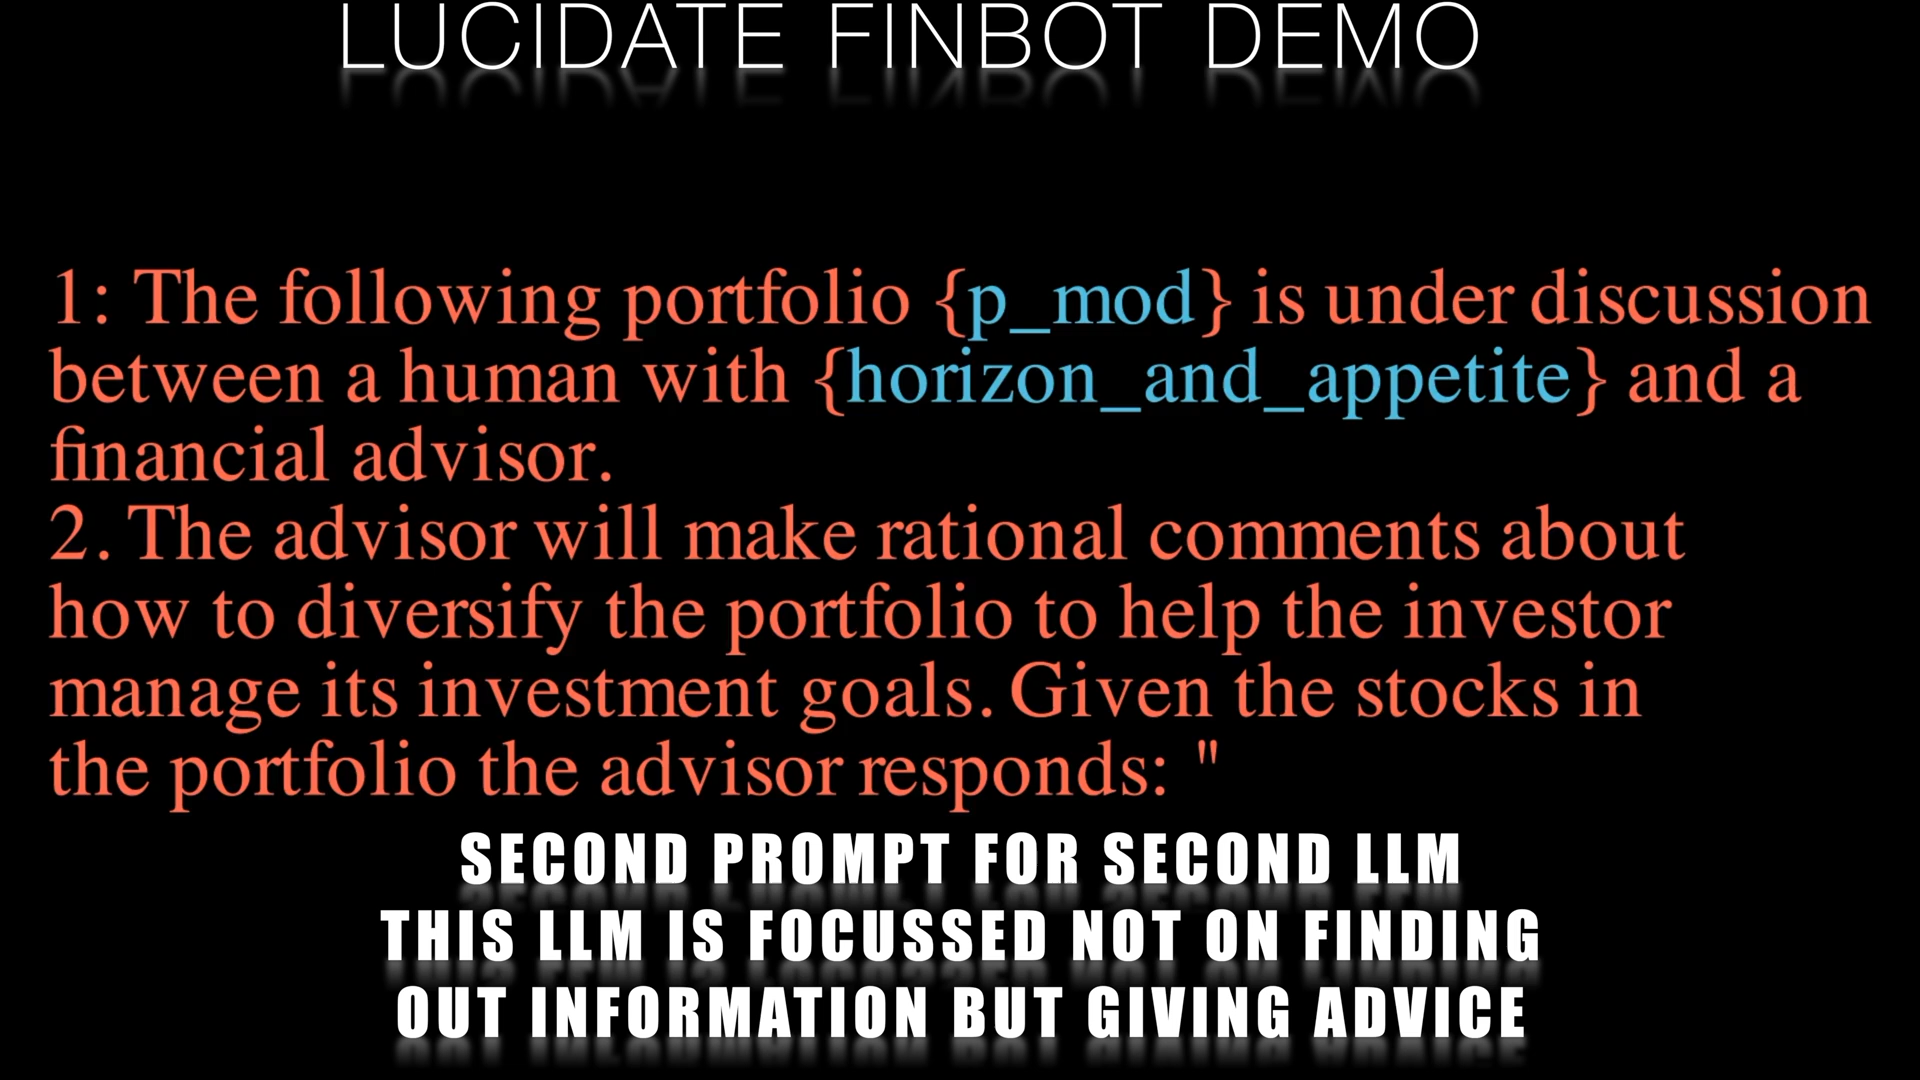 LUCIDATE FINBOT DEMO
1: The following portfolio {p_mod} is under discussion
between a human with {horizon_and_appetite} and a
financial advisor.
2. The advisor will make rational comments about
how to diversify the portfolio to help the investor
manage its investment goals. Given the stocks in
the portfolio the advisor responds: "
SECOND PROMPT FOR SECOND LLM
THIS LLM IS FOCUSSED NOT ON FINDING
OUT INFORMATION BUT GIVING ADVICE